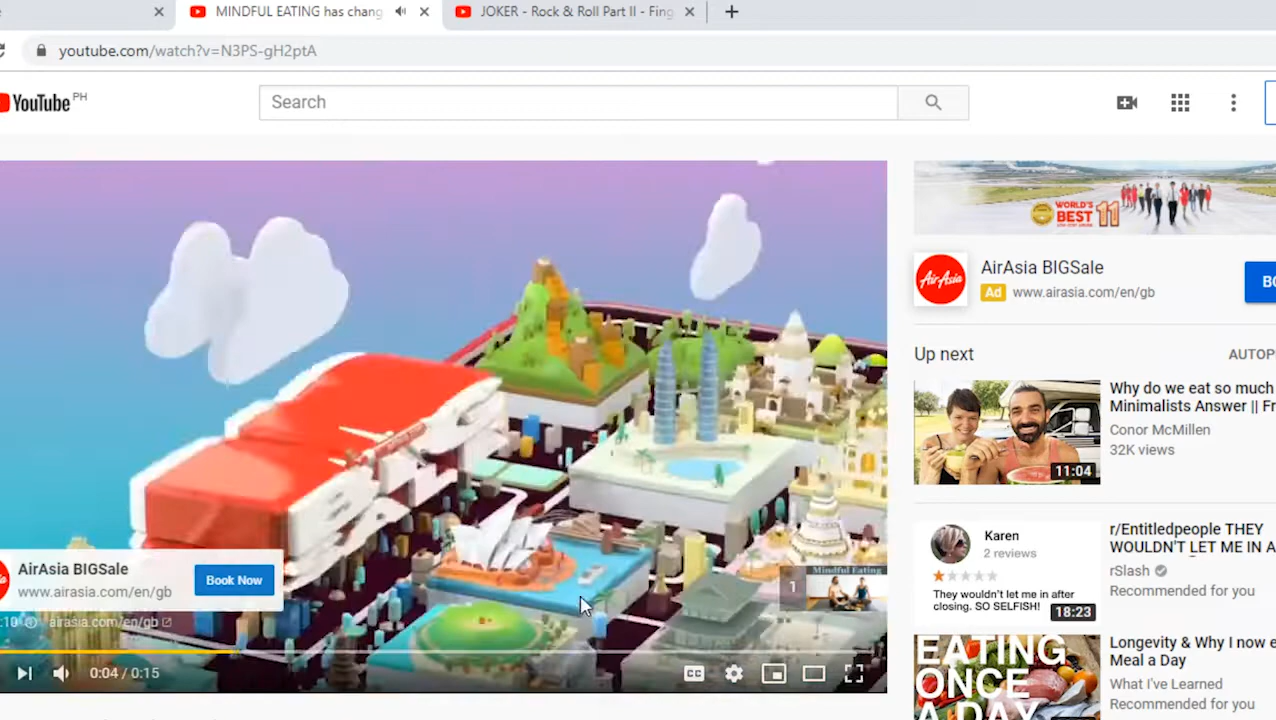 MINDFUL EATING has chang
JOKER - Rock & Roll Part II - Fing
youtube.com/watch?v=N3PS-gH2ptA
YouTube PH
Search
WORLD'S
BEST 11
AirAsia
AirAsia BIGSale
Ad www.airasia.com/en/gb
BO
Up next
AUTOP
Why do we eat so much
Minimalists Answer || Fr
Conor McMillen
32K views
11:04
Karen
2 reviews
They wouldn't let me in after
closing. SO SELFISH!
18:23
r/Entitledpeople THEY
WOULDN'T LET ME IN A
rSlash
Recommended for you
EATING
ONCE
A DAY
Longevity & Why I now e
Meal a Day
What I've Learned
Recommended for you
1
Mindful Eating
AirAsia BIGSale
www.airasia.com/en/gb
Book Now
:10
airasia.com/en/gb
0:04 / 0:15
CC